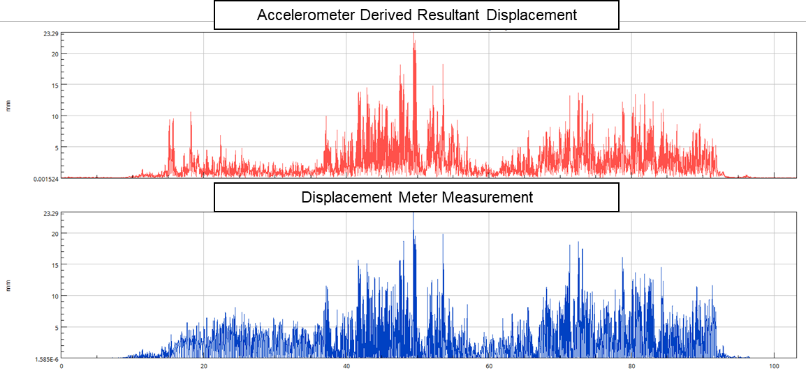 Accelerometer Derived Resultant Displacement
23.29
20
15
10
5
0.001524
mm
Displacement Meter Measurement
23.29
20
15
10
5
1.585E-6
mm
0 20 40 60 80 100